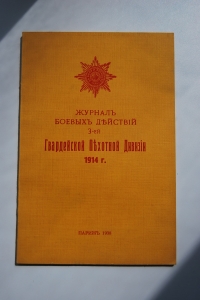 ЖУРНАЛЪ
БОЕВЫХЪ ДѢЙСТВІЙ
3-ей
Гвардейской Пѣхотной Дивизіи
1914 г.